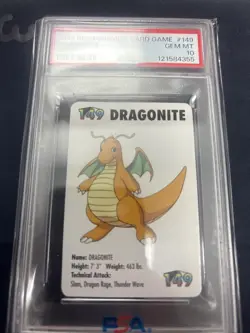 CARD GAME #149
GEM MT
10
121584355
149 DRAGONITE
Name: DRAGONITE
Height: 7' 3" Weight: 463 lbs.
Technical Attack:
Slam, Dragon Rage, Thunder Wave
149
PSA